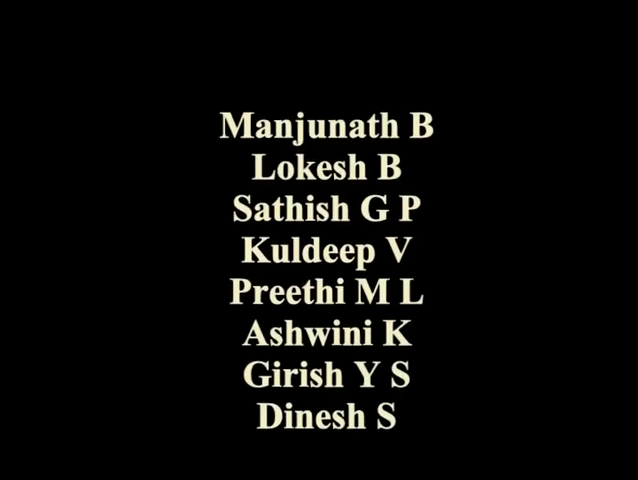 Manjunath B
Lokesh B
Sathish G P
Kuldeep V
Preethi M L
Ashwini K
Girish Y S
Dinesh S